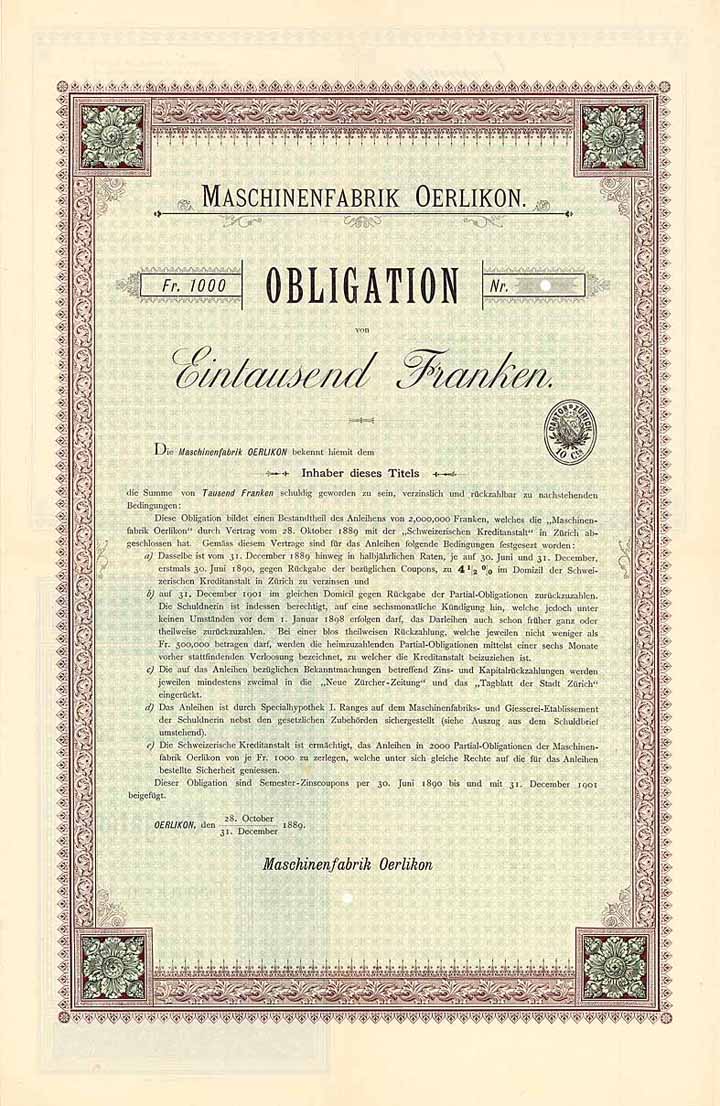 MASCHINENFABRIK OERLIKON.
Fr. 1000 OBLIGATION Nr.
von
Eintausend Franken.
CANTON ZÜRICH
10 Cts
Die Maschinenfabrik OERLIKON bekennt hiemit dem
Inhaber dieses Titels
die Summe von Tausend Franken schuldig geworden zu sein, verzinslich und rückzahlbar zu nachstehenden
Bedingungen:
Diese Obligation bildet einen Bestandtheil des Anleihens von 2,000,000 Franken, welches die „Maschinen-
fabrik Oerlikon“ durch Vertrag vom 28. Oktober 1889 mit der „Schweizerischen Kreditanstalt“ in Zürich ab-
geschlossen hat. Gemäss diesem Vertrage sind für das Anleihen folgende Bedingungen festgesezt worden:
a) Dasselbe ist vom 31. December 1889 hinweg in halbjährlichen Raten, je auf 30. Juni und 31. December,
erstmals 30. Juni 1890, gegen Rückgabe der bezüglichen Coupons, zu 4 1/2 % im Domizil der Schwei-
zerischen Kreditanstalt in Zürich zu verzinsen und
b) auf 31. December 1901 im gleichen Domicil gegen Rückgabe der Partial-Obligationen zurückzuzahlen.
Die Schuldnerin ist indessen berechtigt, auf eine sechsmonatliche Kündigung hin, welche jedoch unter
keinen Umständen vor dem 1. Januar 1898 erfolgen darf, das Darleihen auch schon früher ganz oder
theilweise zurückzuzahlen. Bei einer blos theilweisen Rückzahlung, welche jeweilen nicht weniger als
Fr. 500,000 betragen darf, werden die heimzuzahlenden Partial-Obligationen mittelst einer sechs Monate
vorher stattfindenden Verloosung bezeichnet, zu welcher die Kreditanstalt beizuziehen ist.
c) Die auf das Anleihen bezüglichen Bekanntmachungen betreffend Zins- und Kapitalrückzahlungen werden
jeweilen mindestens zweimal in die „Neue Zürcher-Zeitung“ und das „Tagblatt der Stadt Zürich“
eingerückt.
d) Das Anleihen ist durch Specialhypothek I. Ranges auf dem Maschinenfabriks- und Giesserei-Etablissement
der Schuldnerin nebst den gesetzlichen Zubehörden sichergestellt (siehe Auszug aus dem Schuldbrief
umstehend).
e) Die Schweizerische Kreditanstalt ist ermächtigt, das Anleihen in 2000 Partial-Obligationen der Maschinen-
fabrik Oerlikon von je Fr. 1000 zu zerlegen, welche unter sich gleiche Rechte auf die für das Anleihen
bestellte Sicherheit geniessen.
Dieser Obligation sind Semester-Zinscoupons per 30. Juni 1890 bis und mit 31. December 1901
beigefügt.
28. October
OERLIKON, den 1889.
31. December
Maschinenfabrik Oerlikon